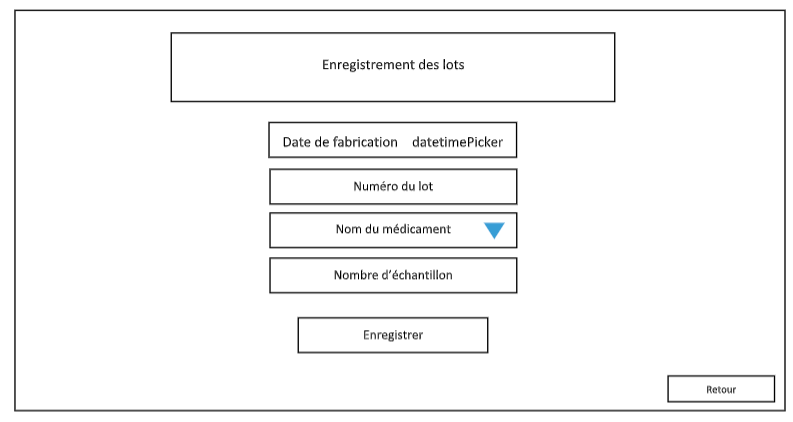 Enregistrement des lots
Date de fabrication datetimePicker
Numéro du lot
Nom du médicament
Nombre d'échantillon
Enregistrer
Retour